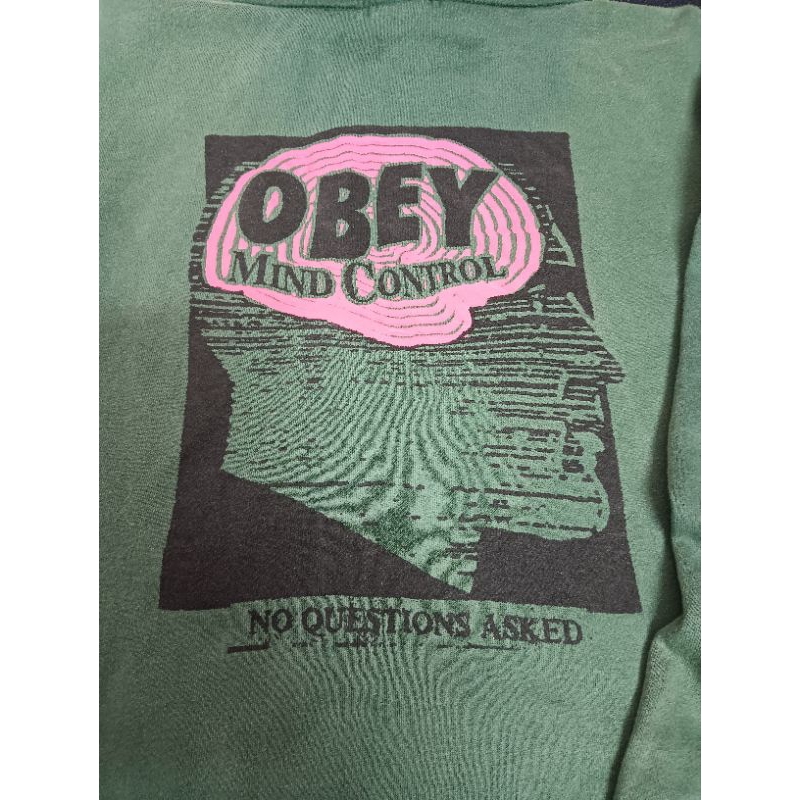 OBEY
MIND CONTROL
NO QUESTIONS ASKED